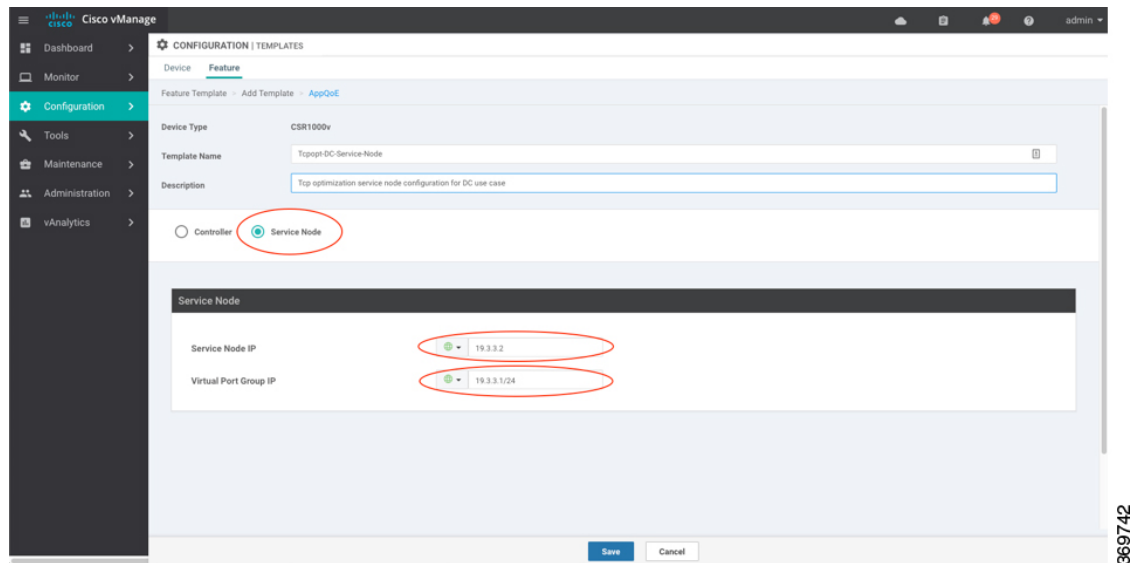 cisco Cisco vManage
admin
Dashboard
Monitor
Configuration
Tools
Maintenance
Administration
vAnalytics
CONFIGURATION | TEMPLATES
Device Feature
Feature Template > Add Template > AppQoE
Device Type CSR1000v
Template Name Tcpopt-DC-Service-Node
Description Tcp optimization service node configuration for DC use case
Controller Service Node
Service Node
Service Node IP 19.3.3.2
Virtual Port Group IP 19.3.3.1/24
Save Cancel
369742